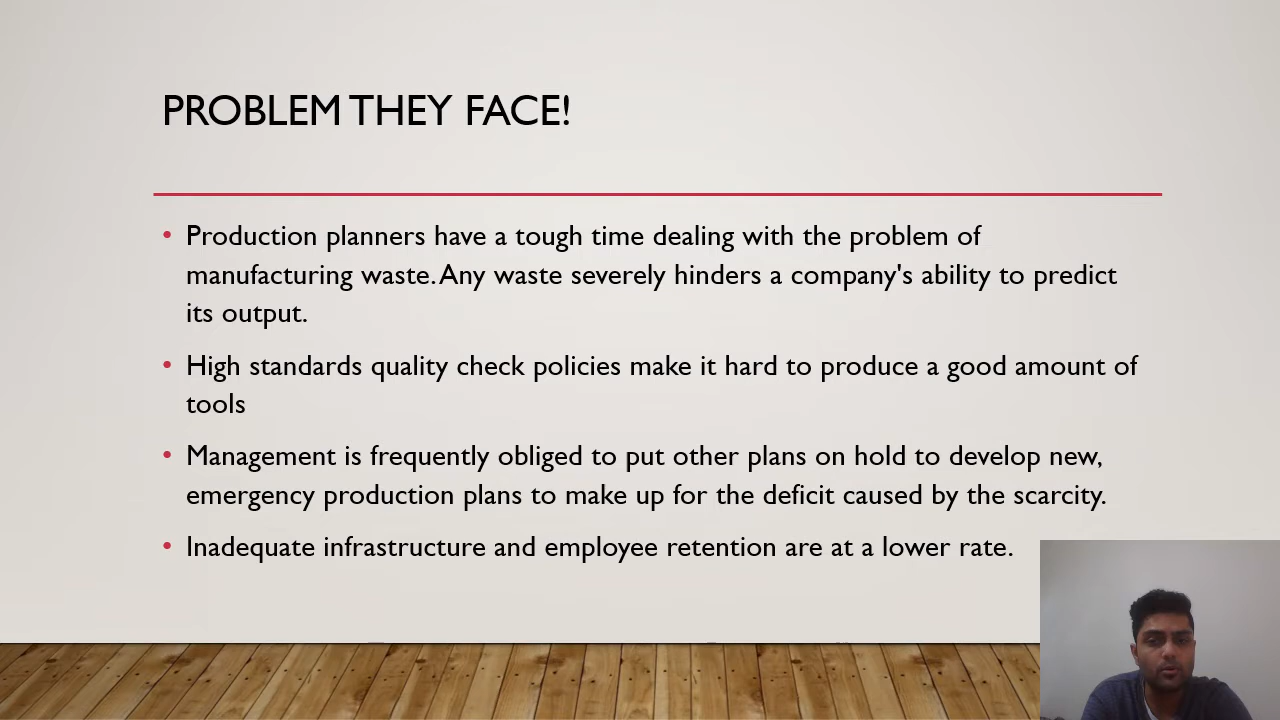 PROBLEM THEY FACE!
• Production planners have a tough time dealing with the problem of
manufacturing waste. Any waste severely hinders a company's ability to predict
its output.
• High standards quality check policies make it hard to produce a good amount of
tools
• Management is frequently obliged to put other plans on hold to develop new,
emergency production plans to make up for the deficit caused by the scarcity.
• Inadequate infrastructure and employee retention are at a lower rate.